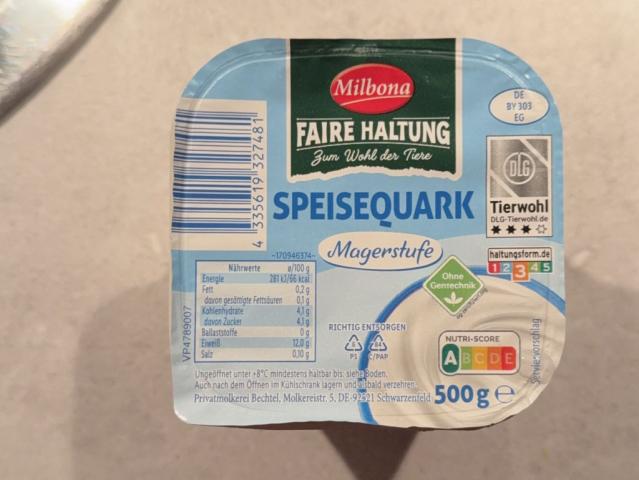 Milbona
FAIRE HALTUNG
Zum Wohl der Tiere
DE
BY 303
EG
DLG
Tierwohl
DLG-Tierwohl.de
haltungsform.de
1 2 3 4 5
SPEISEQUARK
Magerstufe
Ohne
Gentechnik
4 335619 327481
~170946374~
Nährwerte ø/100 g
Energie 281 kJ/66 kcal
Fett 0,2 g
davon gesättigte Fettsäuren 0,1 g
Kohlenhydrate 4,1 g
davon Zucker 4,1 g
Ballaststoffe 0 g
Eiweiß 12,0 g
Salz 0,10 g
VP4789007
RICHTIG ENTSORGEN
PS C/PAP
NUTRI-SCORE
A B C D E
Serviervorschlag
Ungeöffnet unter +8°C mindestens haltbar bis: siehe Boden.
Auch nach dem Öffnen im Kühlschrank lagern und alsbald verzehren.
Privatmolkerei Bechtel, Molkereistr. 5, DE-92521 Schwarzenfeld
500 g e